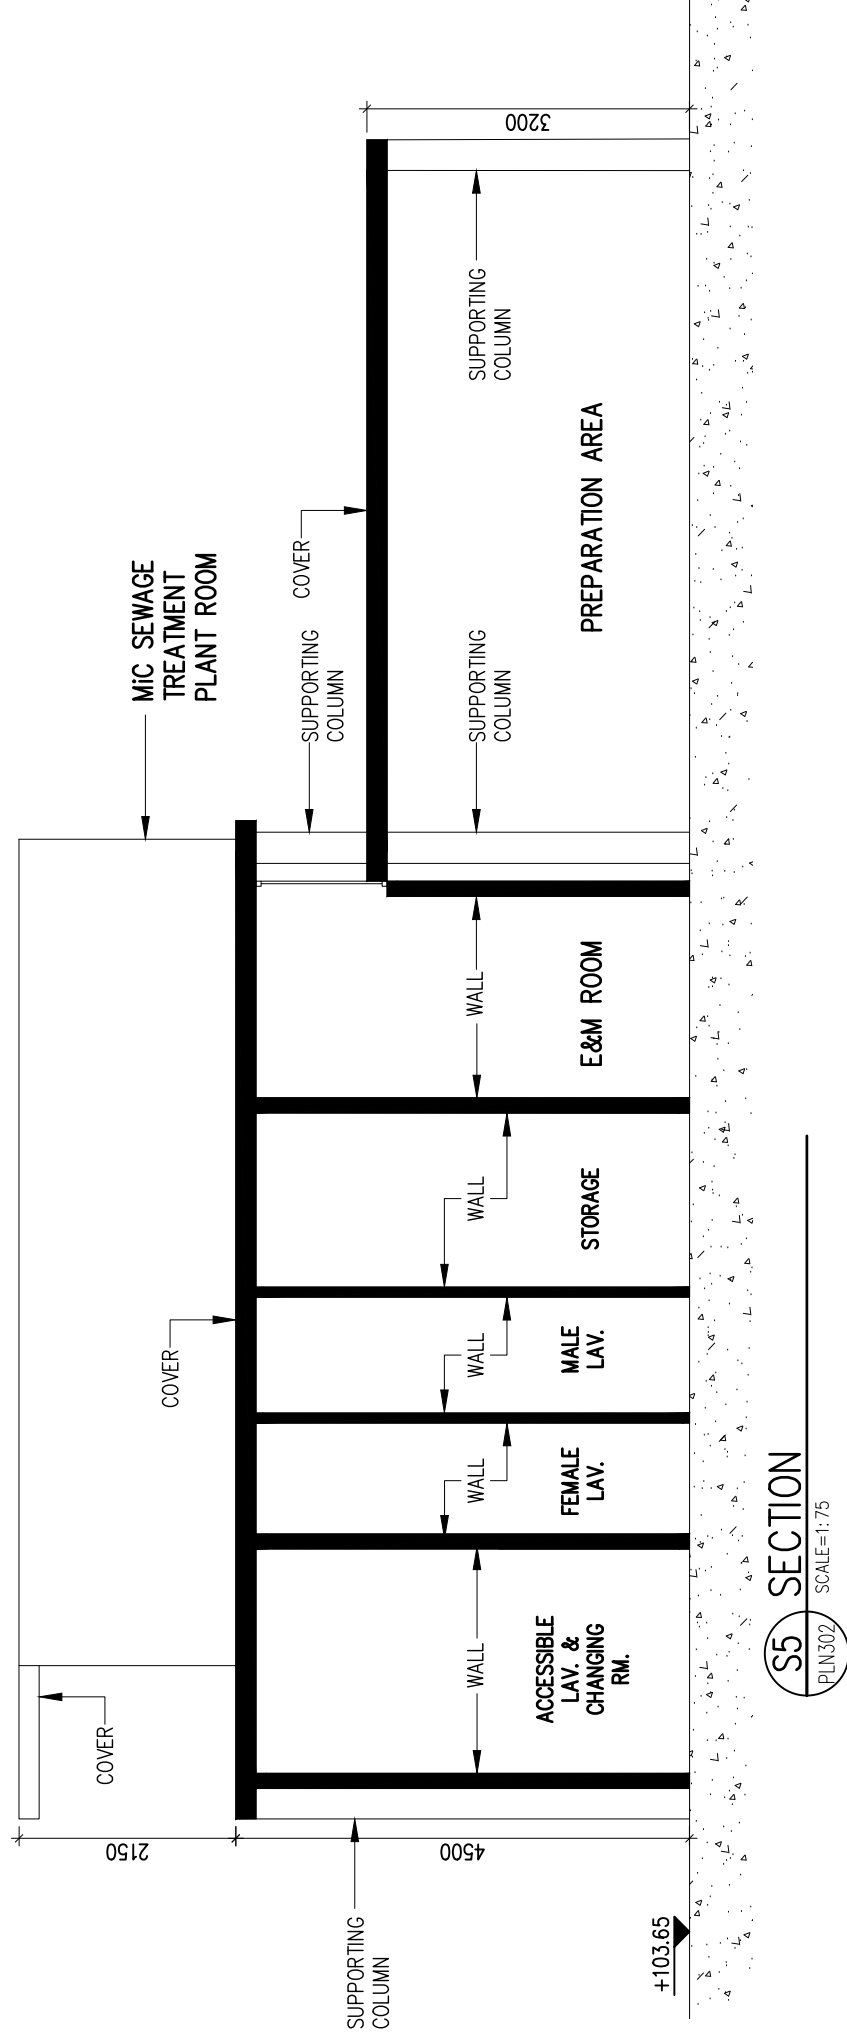 MiC SEWAGE
TREATMENT
PLANT ROOM
COVER
2150
COVER
SUPPORTING
COLUMN
COVER
3200
SUPPORTING
COLUMN
4500
WALL
WALL
WALL
WALL
WALL
SUPPORTING
COLUMN
SUPPORTING
COLUMN
ACCESSIBLE
LAV. &
CHANGING
RM.
FEMALE
LAV.
MALE
LAV.
STORAGE
E&M ROOM
PREPARATION AREA
+103.65
S5 SECTION
PLN302
SCALE=1:75